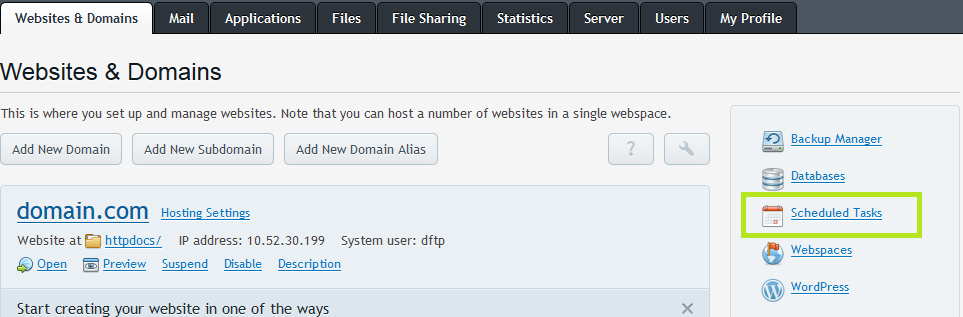 Websites & Domains Mail Applications Files File Sharing Statistics Server Users My Profile
Websites & Domains
This is where you set up and manage websites. Note that you can host a number of websites in a single webspace.
Add New Domain Add New Subdomain Add New Domain Alias ?
domain.com Hosting Settings
Website at httpdocs/ IP address: 10.52.30.199 System user: dftp
Open Preview Suspend Disable Description
Start creating your website in one of the ways
Backup Manager
Databases
Scheduled Tasks
Webspaces
WordPress